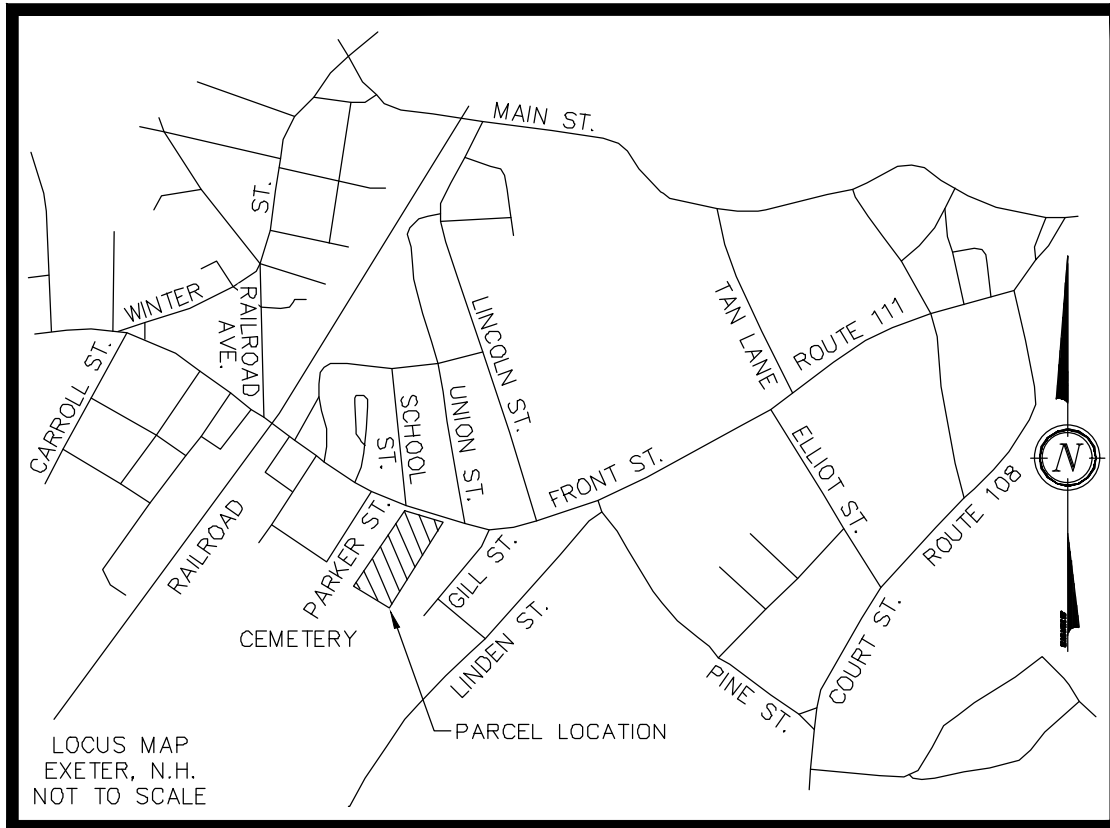 MAIN ST.
ST.
WINTER
RAILROAD
AVE.
LINCOLN ST.
TAN LANE
ROUTE 111
CARROLL ST.
SCHOOL
ST.
UNION ST.
FRONT ST.
ELLIOT ST.
ROUTE 108
N
RAILROAD
PARKER ST.
GILL ST.
LINDEN ST.
CEMETERY
COURT ST.
PINE ST.
PARCEL LOCATION
LOCUS MAP
EXETER, N.H.
NOT TO SCALE